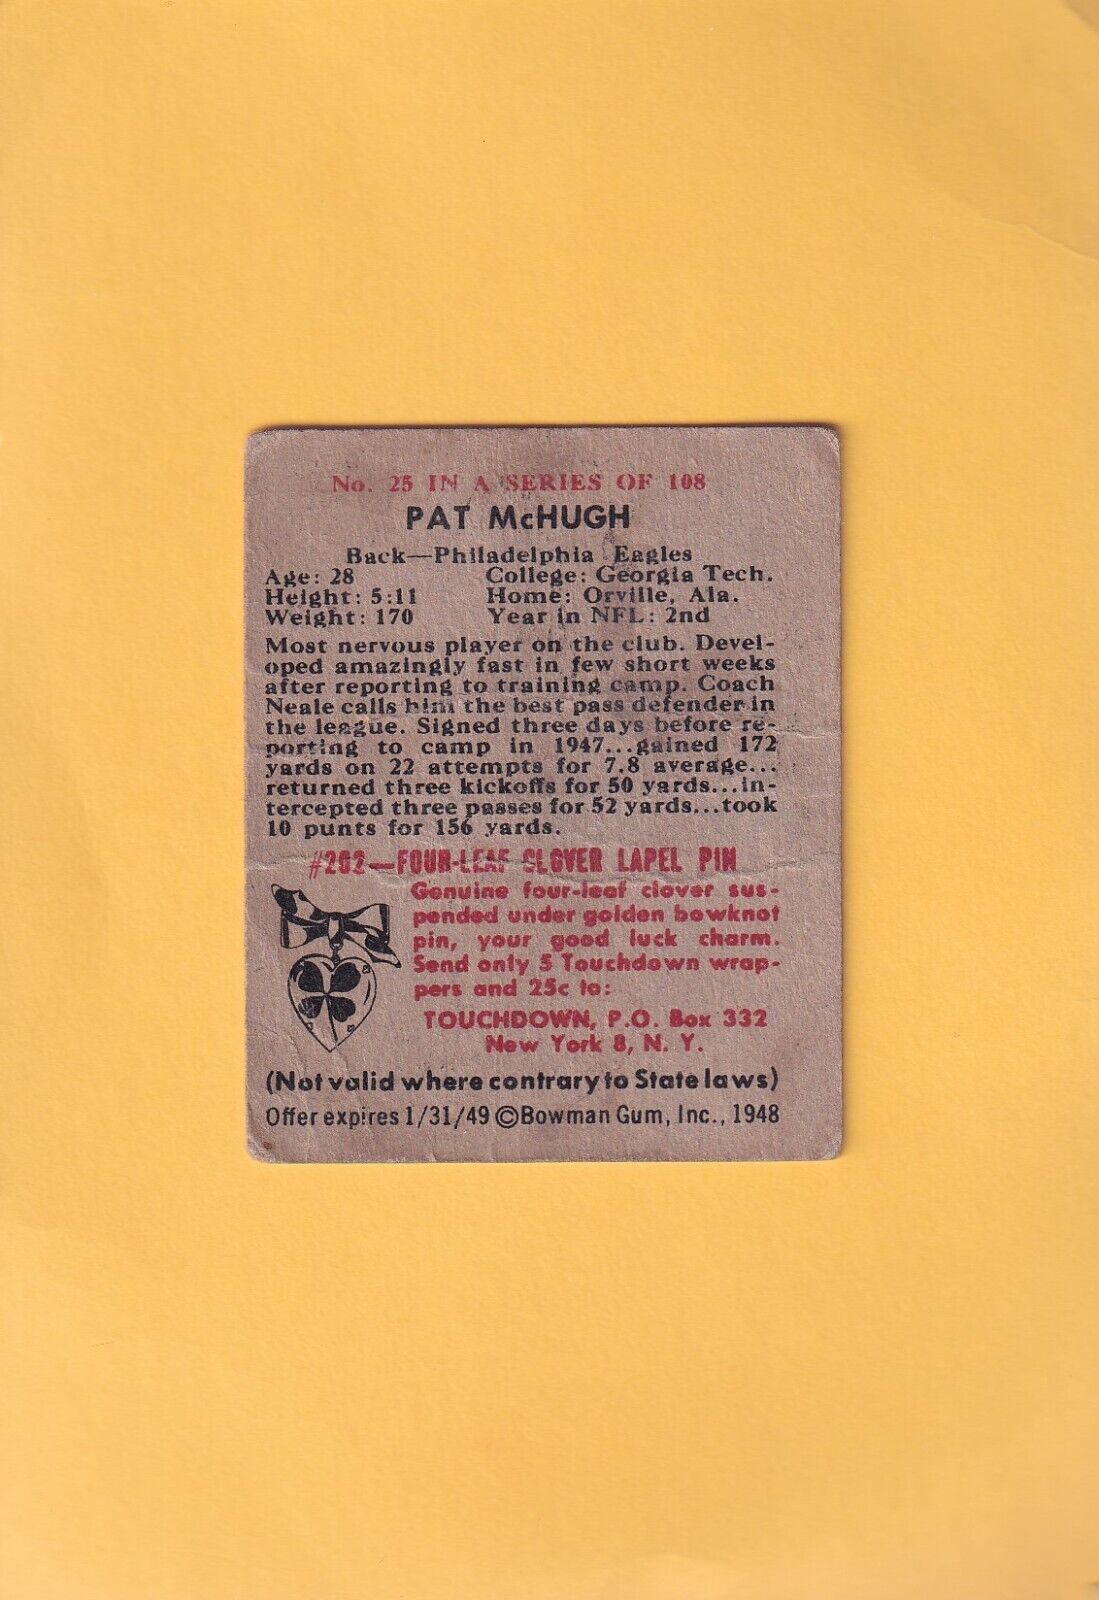 No. 25 IN A SERIES OF 108
PAT McHUGH
Back—Philadelphia Eagles
Age: 28 College: Georgia Tech.
Height: 5:11 Home: Orville, Ala.
Weight: 170 Year in NFL: 2nd
Most nervous player on the club. Devel-
oped amazingly fast in few short weeks
after reporting to training camp. Coach
Neale calls him the best pass defender in
the league. Signed three days before re-
porting to camp in 1947...gained 172
yards on 22 attempts for 7.8 average...
returned three kickoffs for 50 yards...in-
tercepted three passes for 52 yards...took
10 punts for 156 yards.
#202—FOUR-LEAF CLOVER LAPEL PIN
Genuine four-leaf clover sus-
pended under golden bowknot
pin, your good luck charm.
Send only 5 Touchdown wrap-
pers and 25c to:
TOUCHDOWN, P.O. Box 332
New York 8, N. Y.
(Not valid where contrary to State laws)
Offer expires 1/31/49 ©Bowman Gum, Inc., 1948